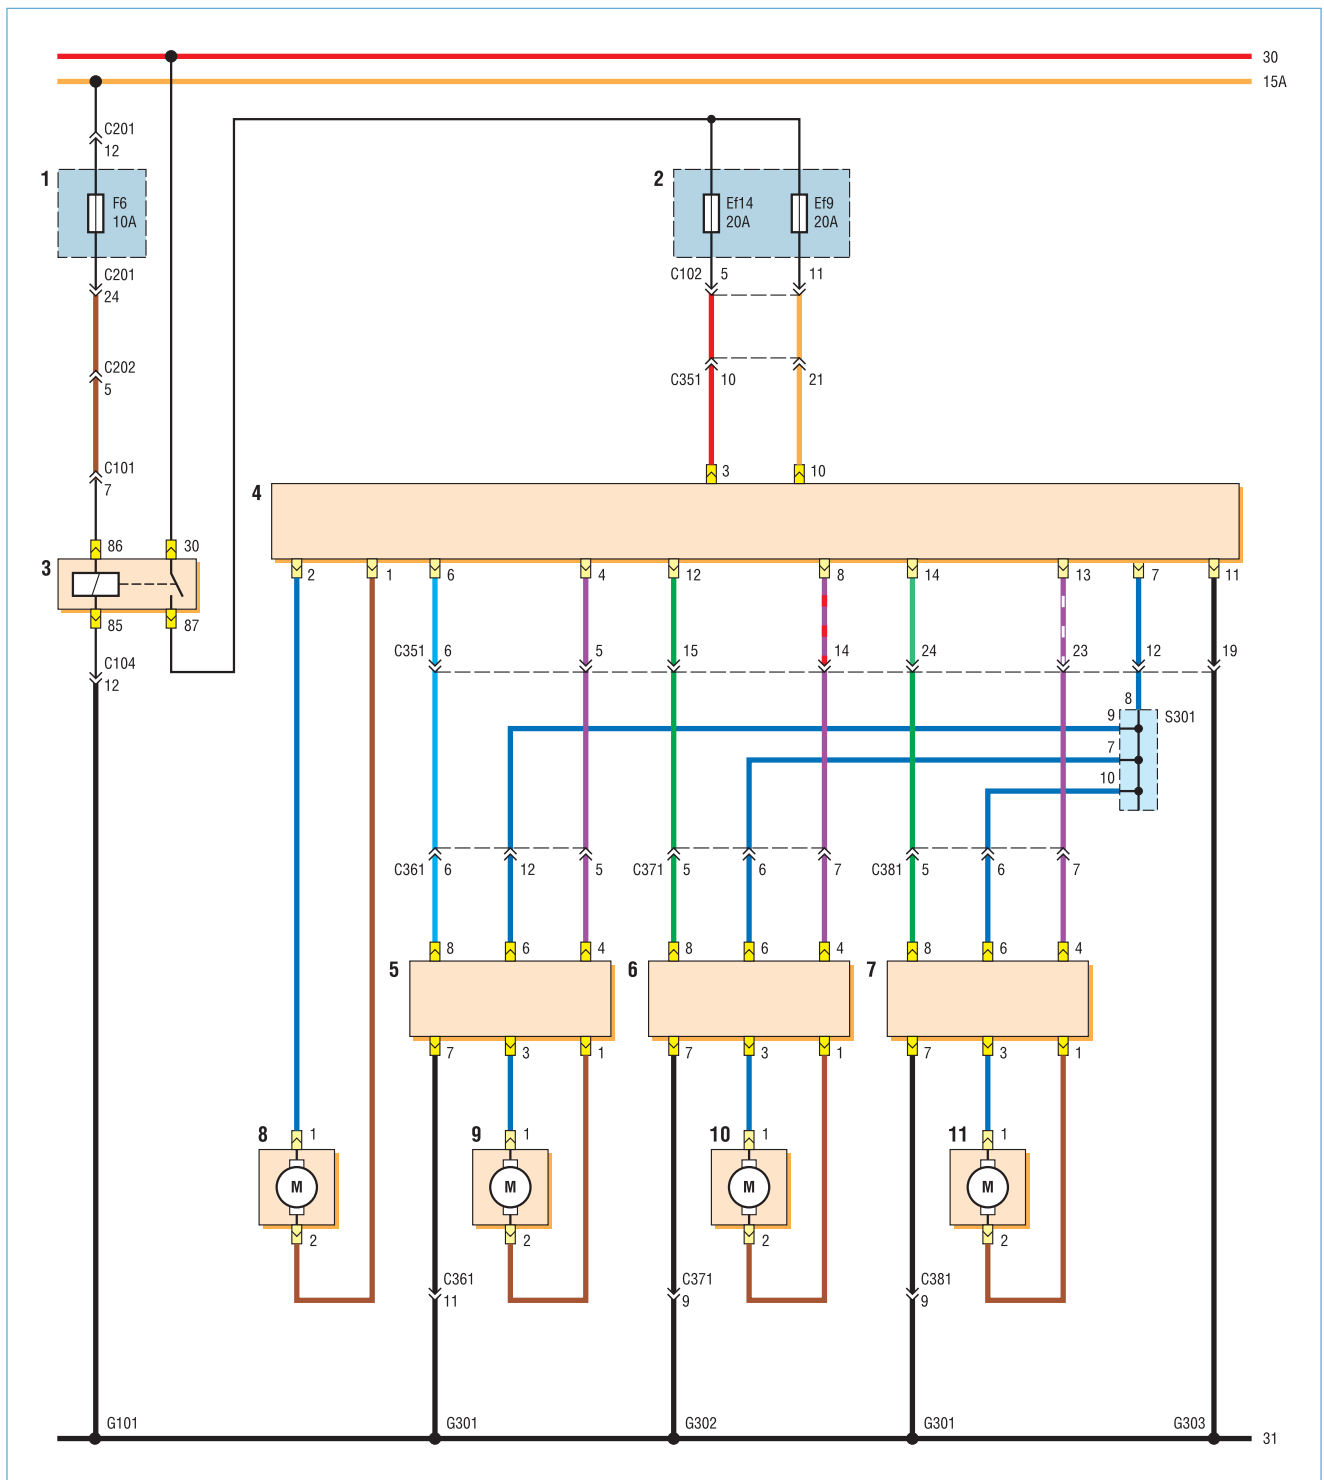 30
15A
C201
12
1
F6
10A
C201
24
C202
5
C101
7
2
Ef14
20A
Ef9
20A
C102 5 11
C351 10 21
3 10
4
86 30
3
85 87
C104
12
2 1 6 4 12 8 14 13 7 11
C351 6 5 15 14 24 23 12 19
8
9 S301
7
10
C361 6 12 5 C371 5 6 7 C381 5 6 7
8 6 4 8 6 4 8 6 4
5 6 7
7 3 1 7 3 1 7 3 1
8 1 9 1 10 1 11 1
M M M M
2 2 2 2
C361 C371 C381
11 9 9
G101 G301 G302 G301 G303
31